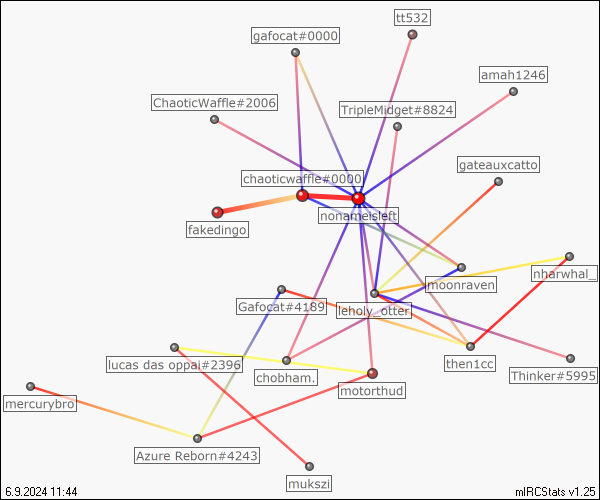 tt532
gafocat#0000
amah1246
ChaoticWaffle#2006
TripleMidget#8824
gateauxcatto
chaoticwaffle#0000
nonameisleft
fakedingo
nharwhal_
moonraven
Gafocat#4189
leholy_otter.
then1cc
lucas das oppai#2396
chobham.
Thinker#5995
motorthud
mercurybro
Azure Reborn#4243
mukszi
6.9.2024 11:44
mIRCStats v1.25